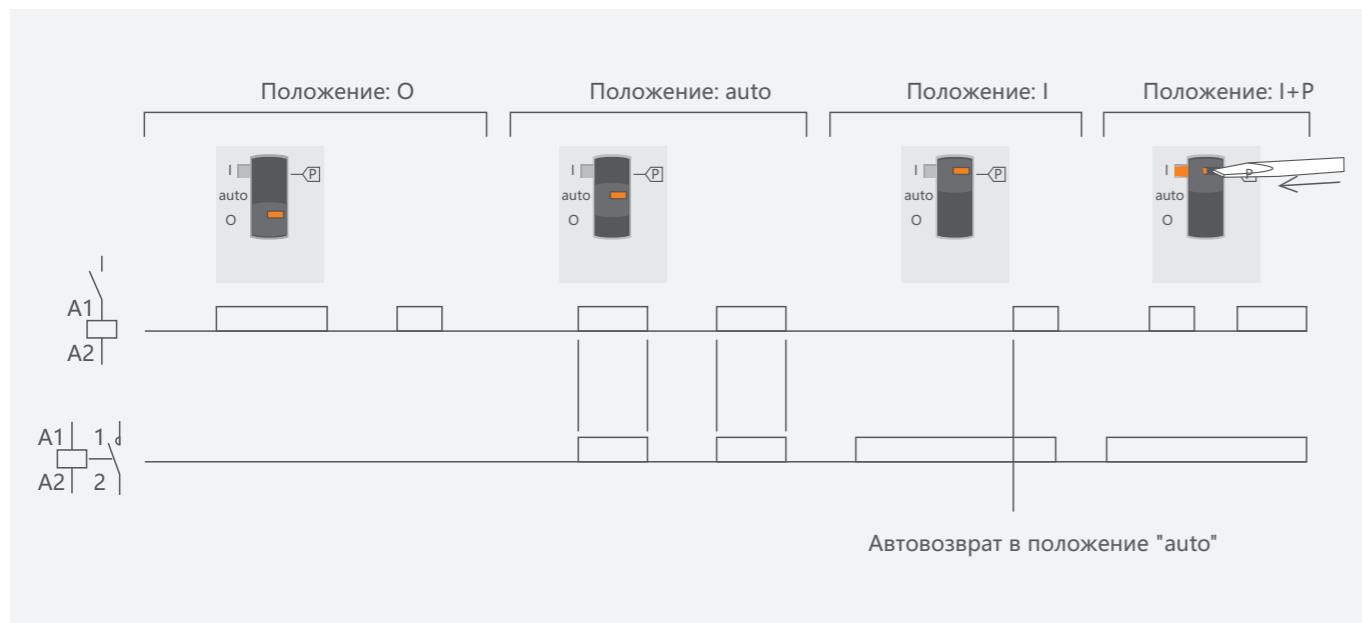 Положение: O
Положение: auto
Положение: I
Положение: I+P
I
P
auto
O
I
P
auto
O
I
P
auto
O
I
P
auto
O
A1
A2
A1
1
A2
2
Автовозврат в положение "auto"